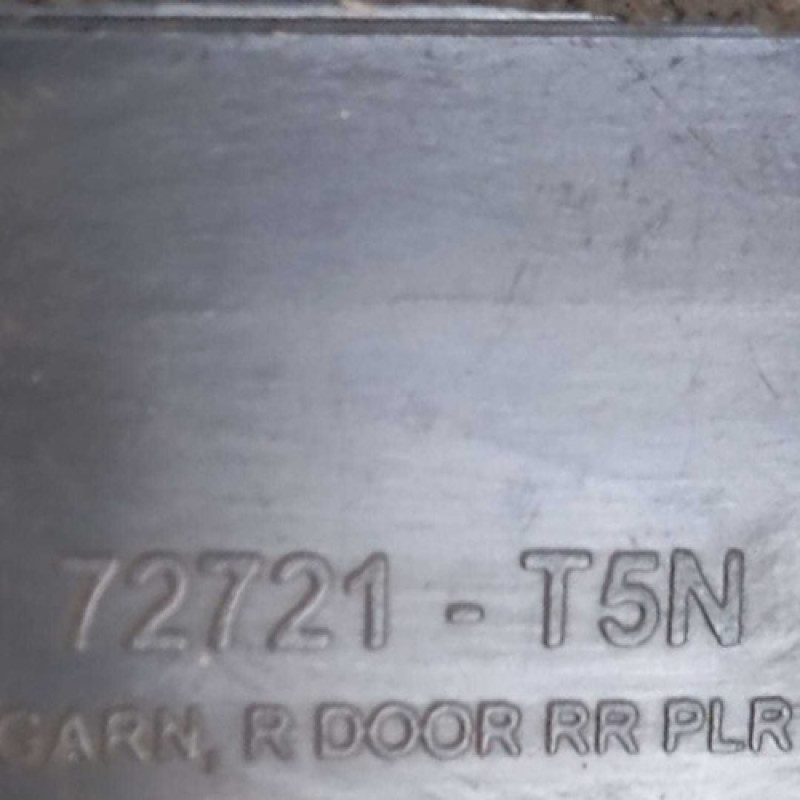 72721 - T5N
GARN, R DOOR RR PLR